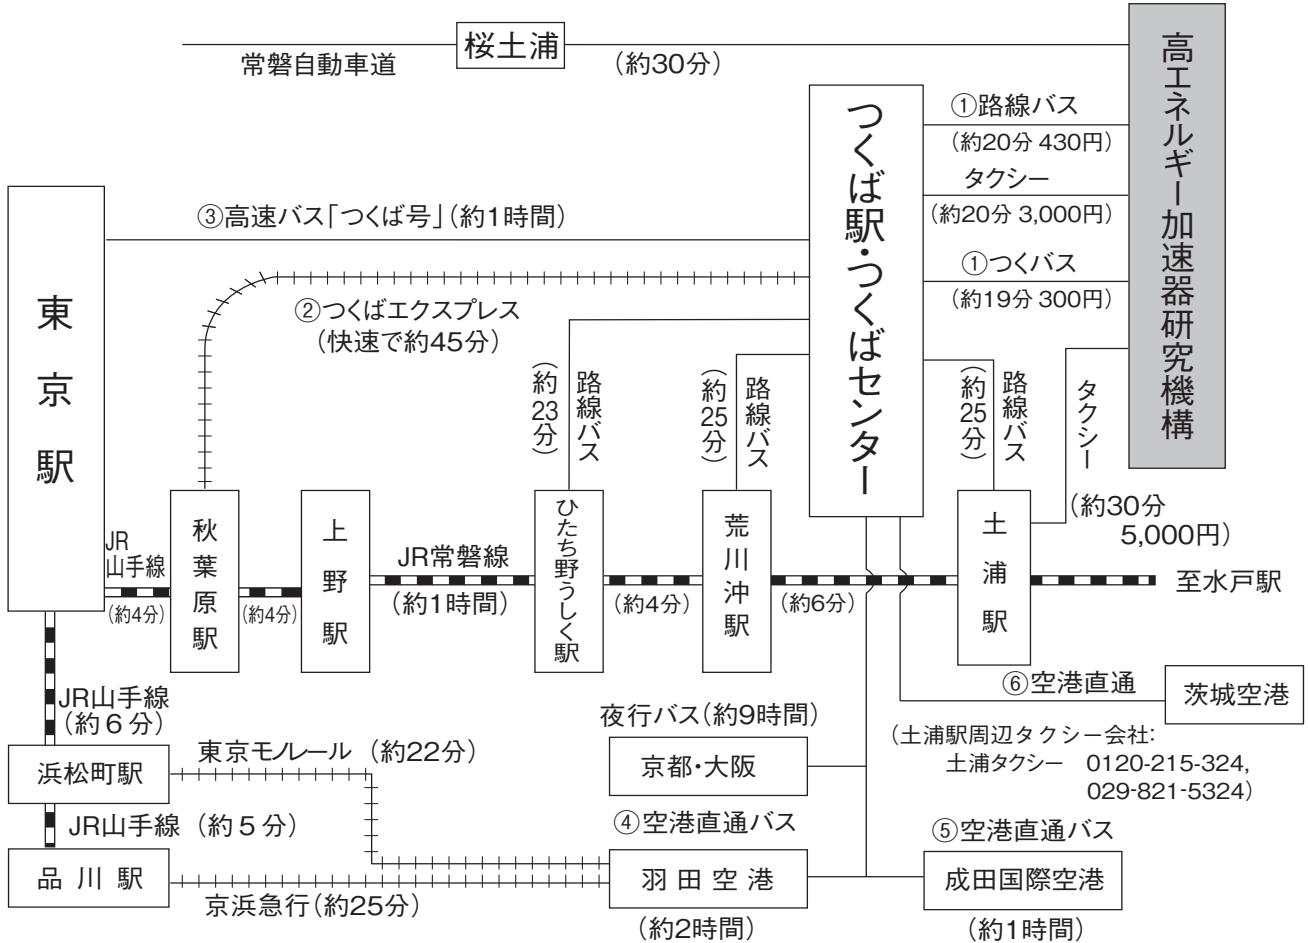 桜土浦
常磐自動車道
(約30分)
高エネルギー加速器研究機構
つくば駅・つくばセンター
①路線バス
(約20分 430円)
タクシー
(約20分 3,000円)
①つくバス
(約19分 300円)
③高速バス「つくば号」(約1時間)
②つくばエクスプレス
(快速で約45分)
東京駅
路線バス
(約23分)
路線バス
(約25分)
路線バス
(約25分)
タクシー
(約30分
5,000円)
JR
山手線
(約4分)
秋葉原駅
(約4分)
上野駅
JR常磐線
(約1時間)
ひたち野うしく駅
(約4分)
荒川沖駅
(約6分)
土浦駅
至水戸駅
JR山手線
(約6分)
⑥空港直通
茨城空港
(土浦駅周辺タクシー会社:
土浦タクシー 0120-215-324,
029-821-5324)
夜行バス(約9時間)
京都・大阪
浜松町駅
東京モノレール (約22分)
JR山手線 (約5分)
④空港直通バス
⑤空港直通バス
品川駅
京浜急行(約25分)
羽田空港
(約2時間)
成田国際空港
(約1時間)